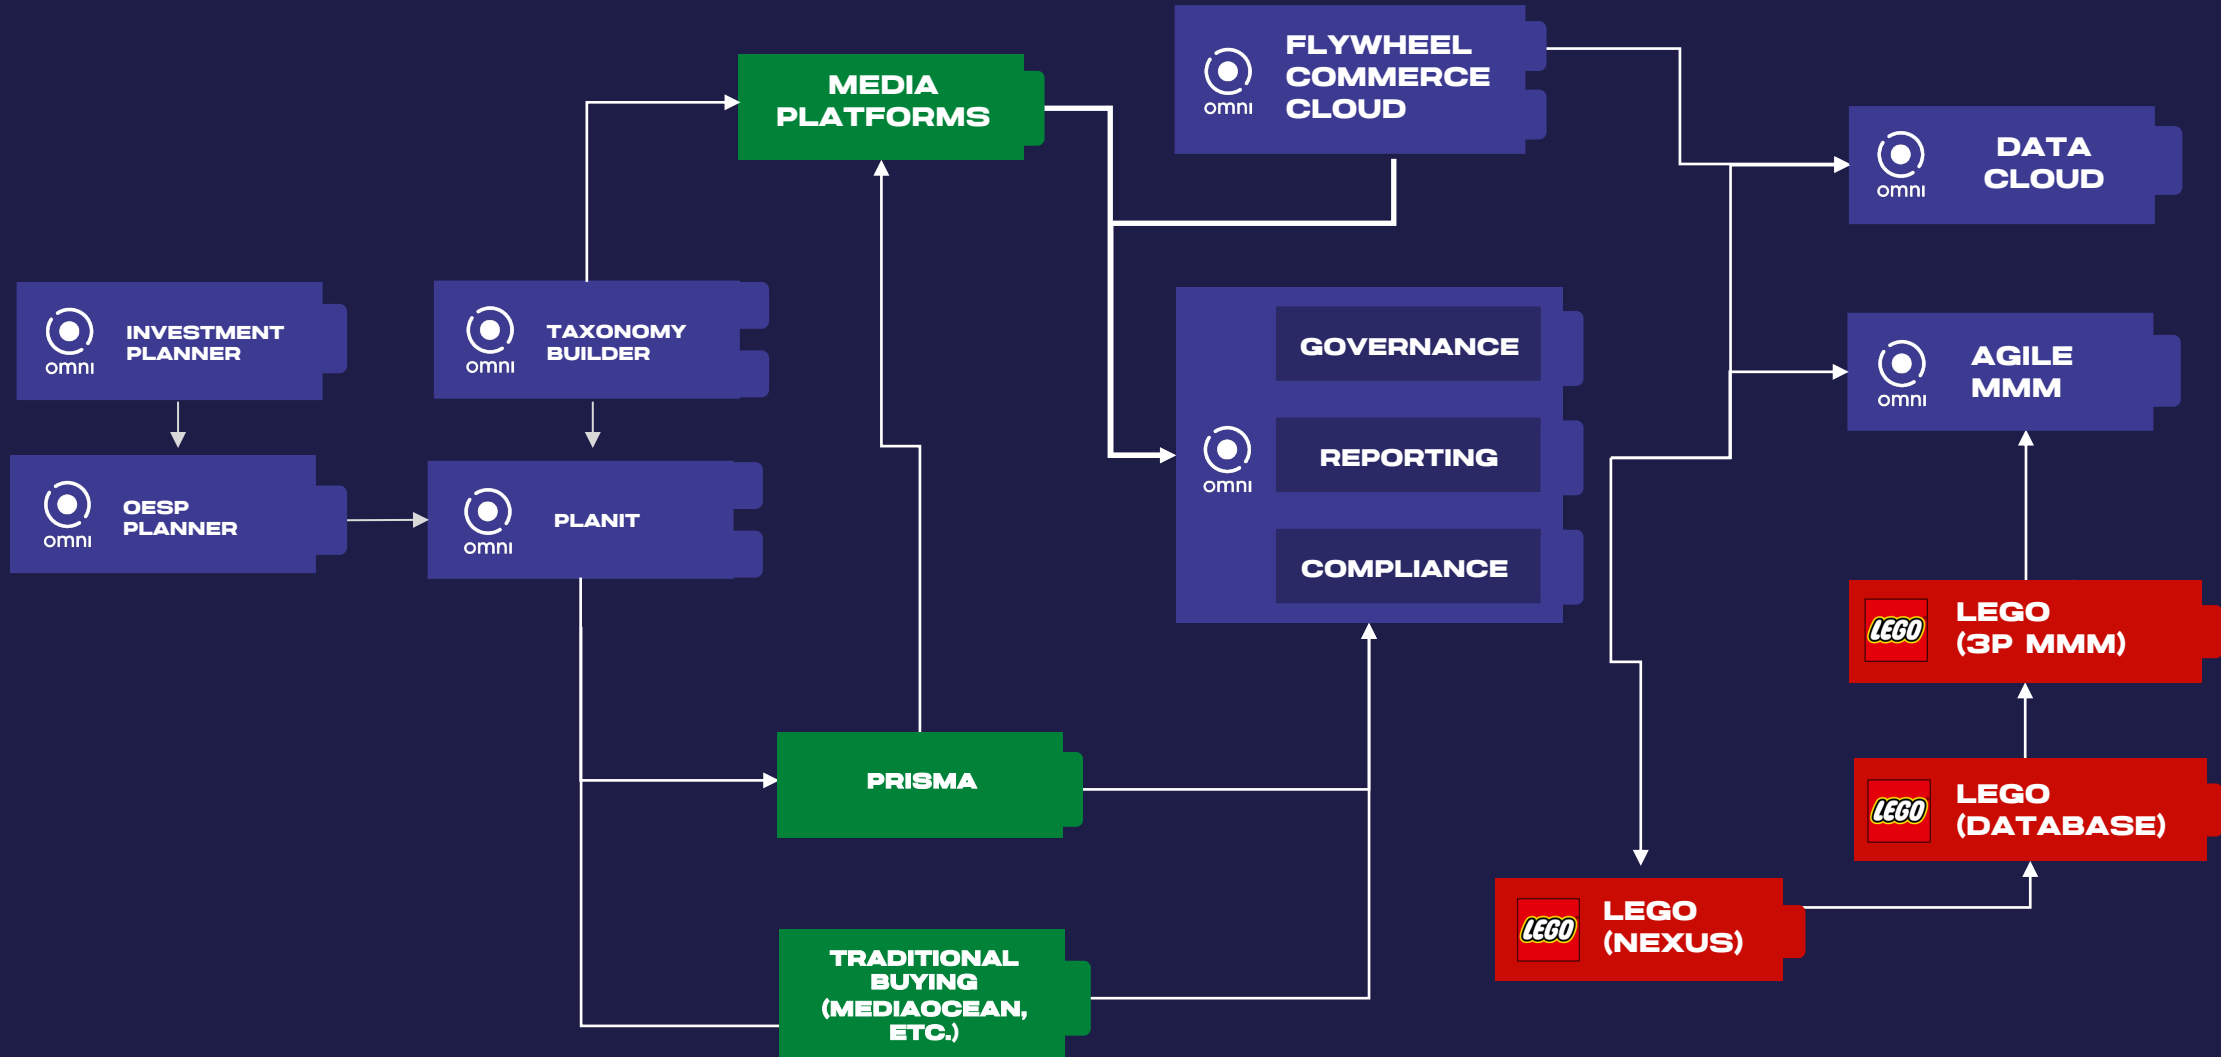 MEDIA
PLATFORMS
omni
FLYWHEEL
COMMERCE
CLOUD
omni
DATA
CLOUD
omni
INVESTMENT
PLANNER
omni
TAXONOMY
BUILDER
omni
GOVERNANCE
REPORTING
COMPLIANCE
omni
AGILE
MMM
omni
OESP
PLANNER
omni
PLANIT
LEGO
LEGO
(3P MMM)
PRISMA
LEGO
LEGO
(DATABASE)
TRADITIONAL
BUYING
(MEDIAOCEAN,
ETC.)
LEGO
LEGO
(NEXUS)